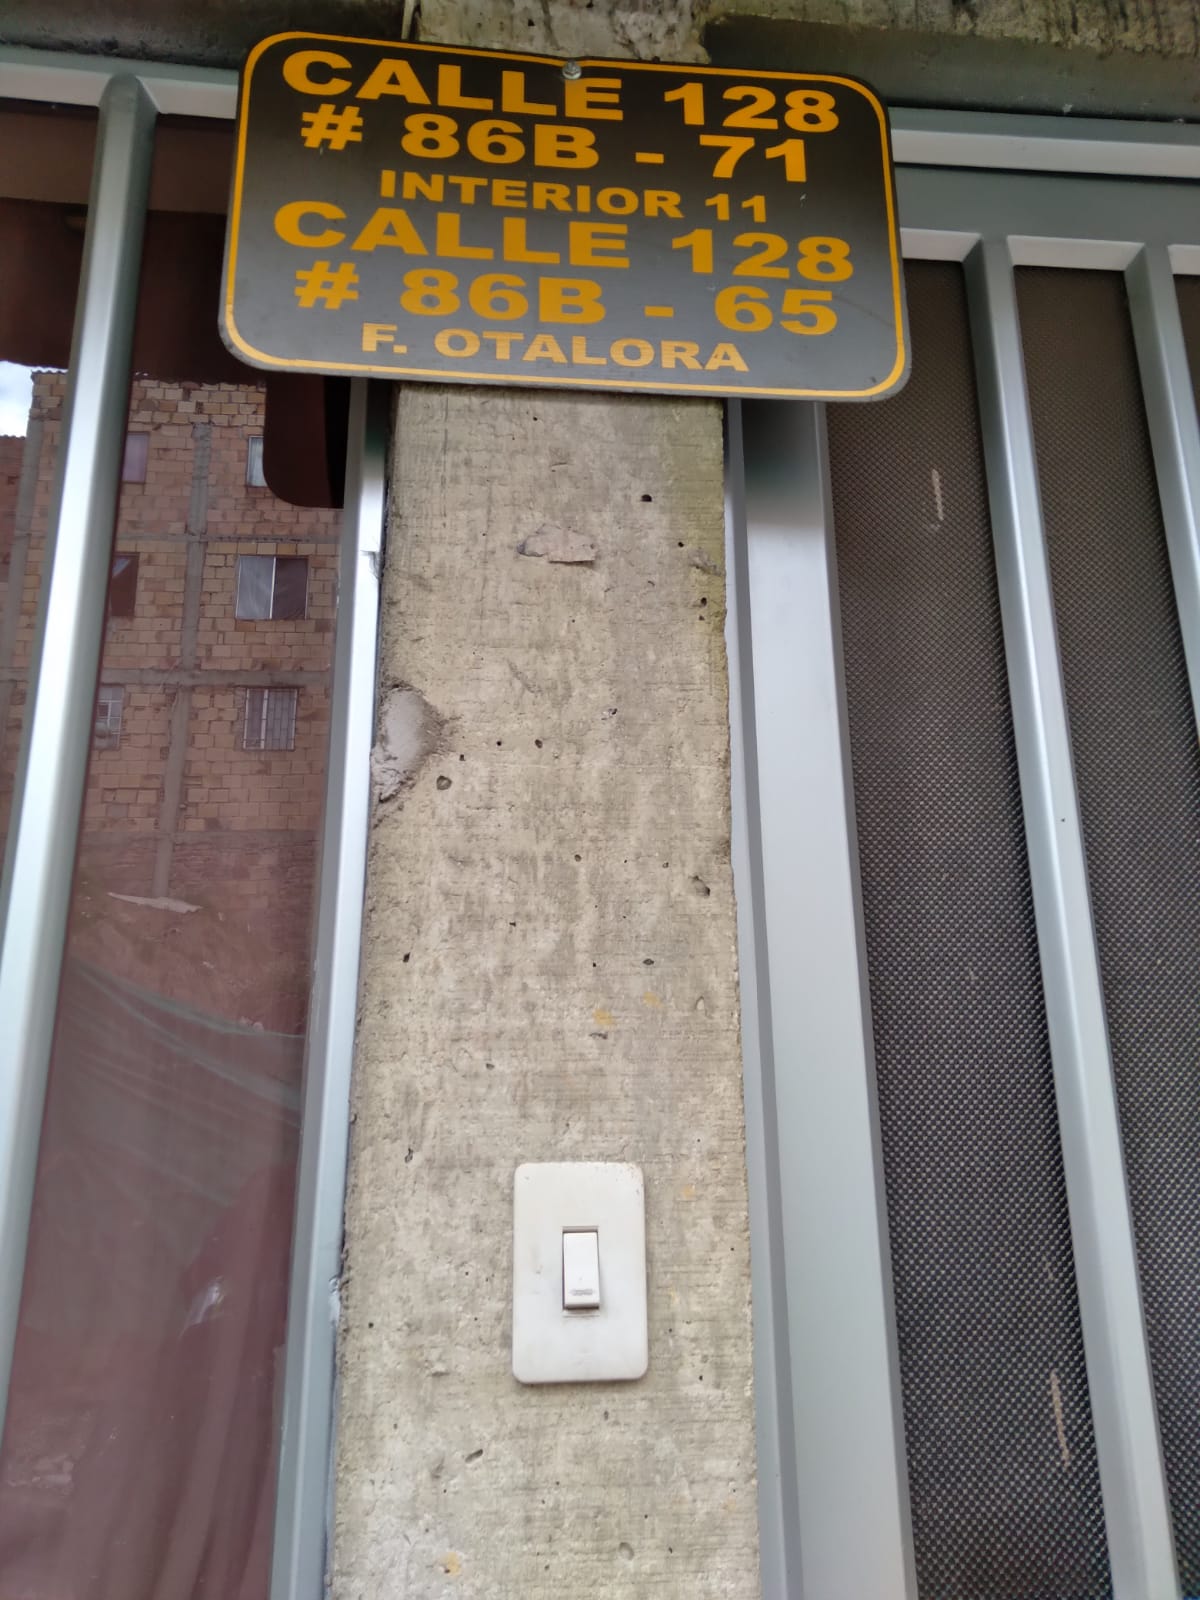 CALLE 128
# 86B - 71
INTERIOR 11
CALLE 128
# 86B - 65
F. OTALORA